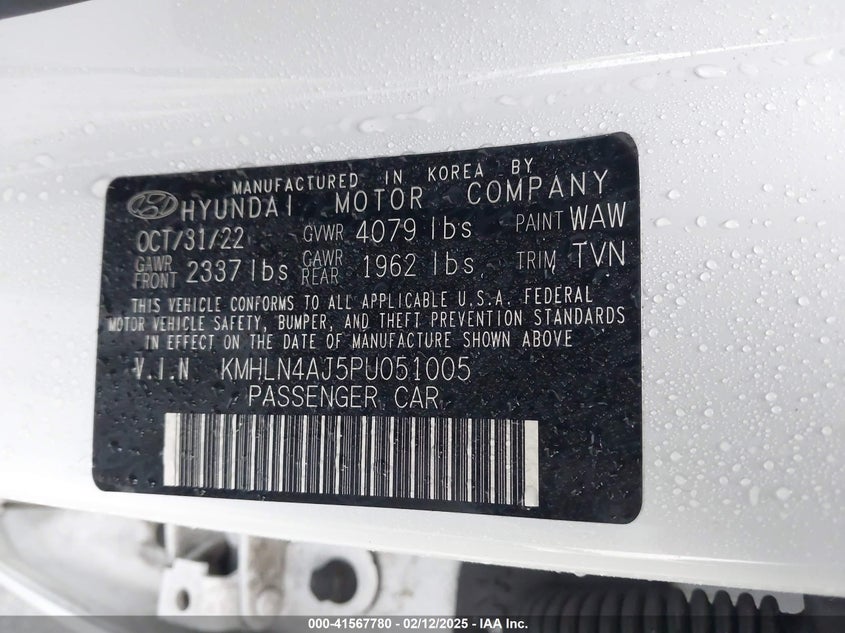 MANUFACTURED IN KOREA BY
HYUNDAI MOTOR COMPANY
OCT/31/22 GVWR 4079 lbs PAINT WAW
GAWR FRONT 2337 lbs GAWR REAR 1962 lbs TRIM TVN
THIS VEHICLE CONFORMS TO ALL APPLICABLE U.S.A. FEDERAL
MOTOR VEHICLE SAFETY, BUMPER, AND THEFT PREVENTION STANDARDS
IN EFFECT ON THE DATE OF MANUFACTURE SHOWN ABOVE
V.I.N KMHLN4AJ5PU051005
PASSENGER CAR
000-41567780 - 02/12/2025 - IAA Inc.